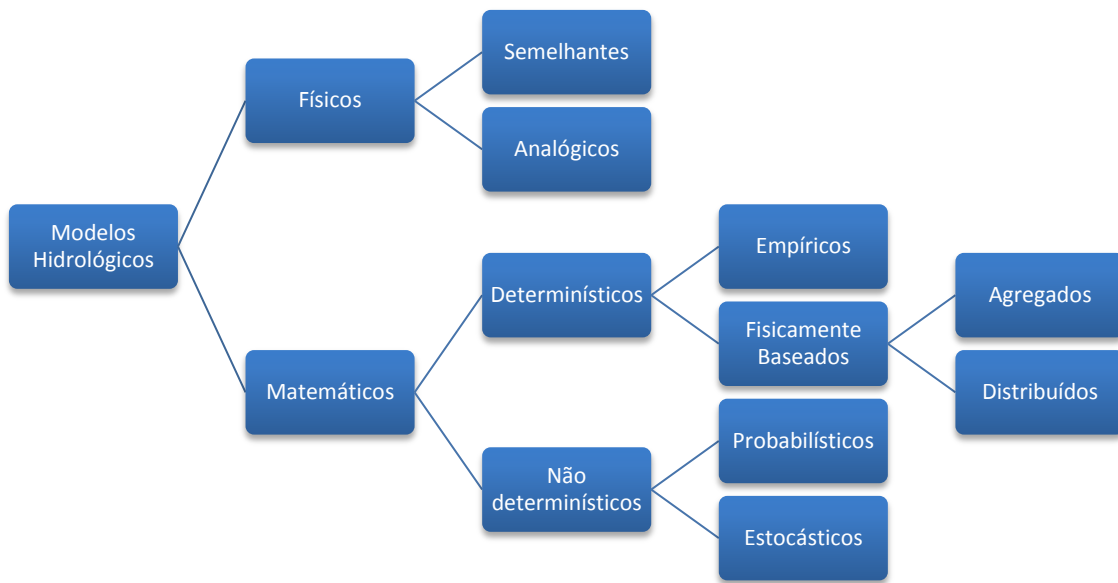 Modelos
Hidrológicos
Físicos
Semelhantes
Analógicos
Matemáticos
Determinísticos
Empíricos
Fisicamente
Baseados
Agregados
Distribuídos
Não
determinísticos
Probabilísticos
Estocásticos